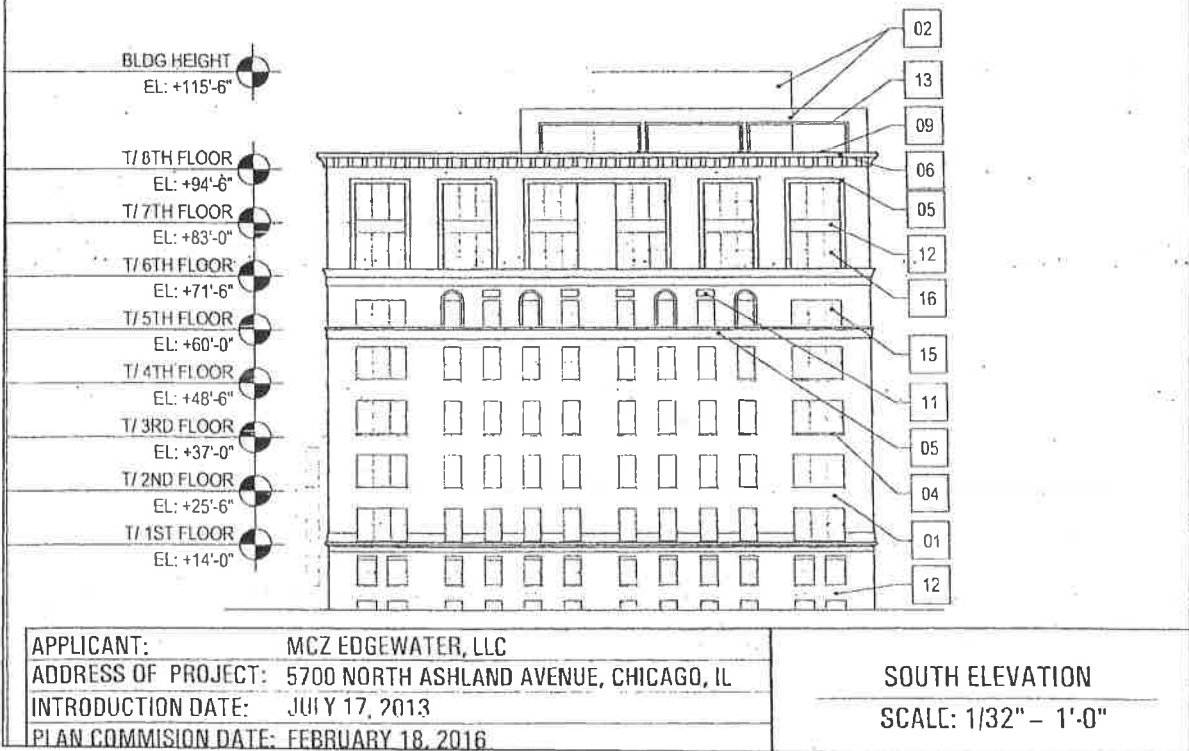 BLDG HEIGHT
EL: +115'-6"
T/ 8TH FLOOR
EL: +94'-6"
T/ 7TH FLOOR
EL: +83'-0"
T/ 6TH FLOOR
EL: +71'-6"
T/ 5TH FLOOR
EL: +60'-0"
T/ 4TH FLOOR
EL: +48'-6"
T/ 3RD FLOOR
EL: +37'-0"
T/ 2ND FLOOR
EL: +25'-6"
T/ 1ST FLOOR
EL: +14'-0"
02
13
09
06
05
12
16
15
11
05
04
01
12
APPLICANT: MCZ EDGEWATER, LLC
ADDRESS OF PROJECT: 5700 NORTH ASHLAND AVENUE, CHICAGO, IL
INTRODUCTION DATE: JULY 17, 2013
PLAN COMMISION DATE: FEBRUARY 18, 2016
SOUTH ELEVATION
SCALE: 1/32" – 1'-0"